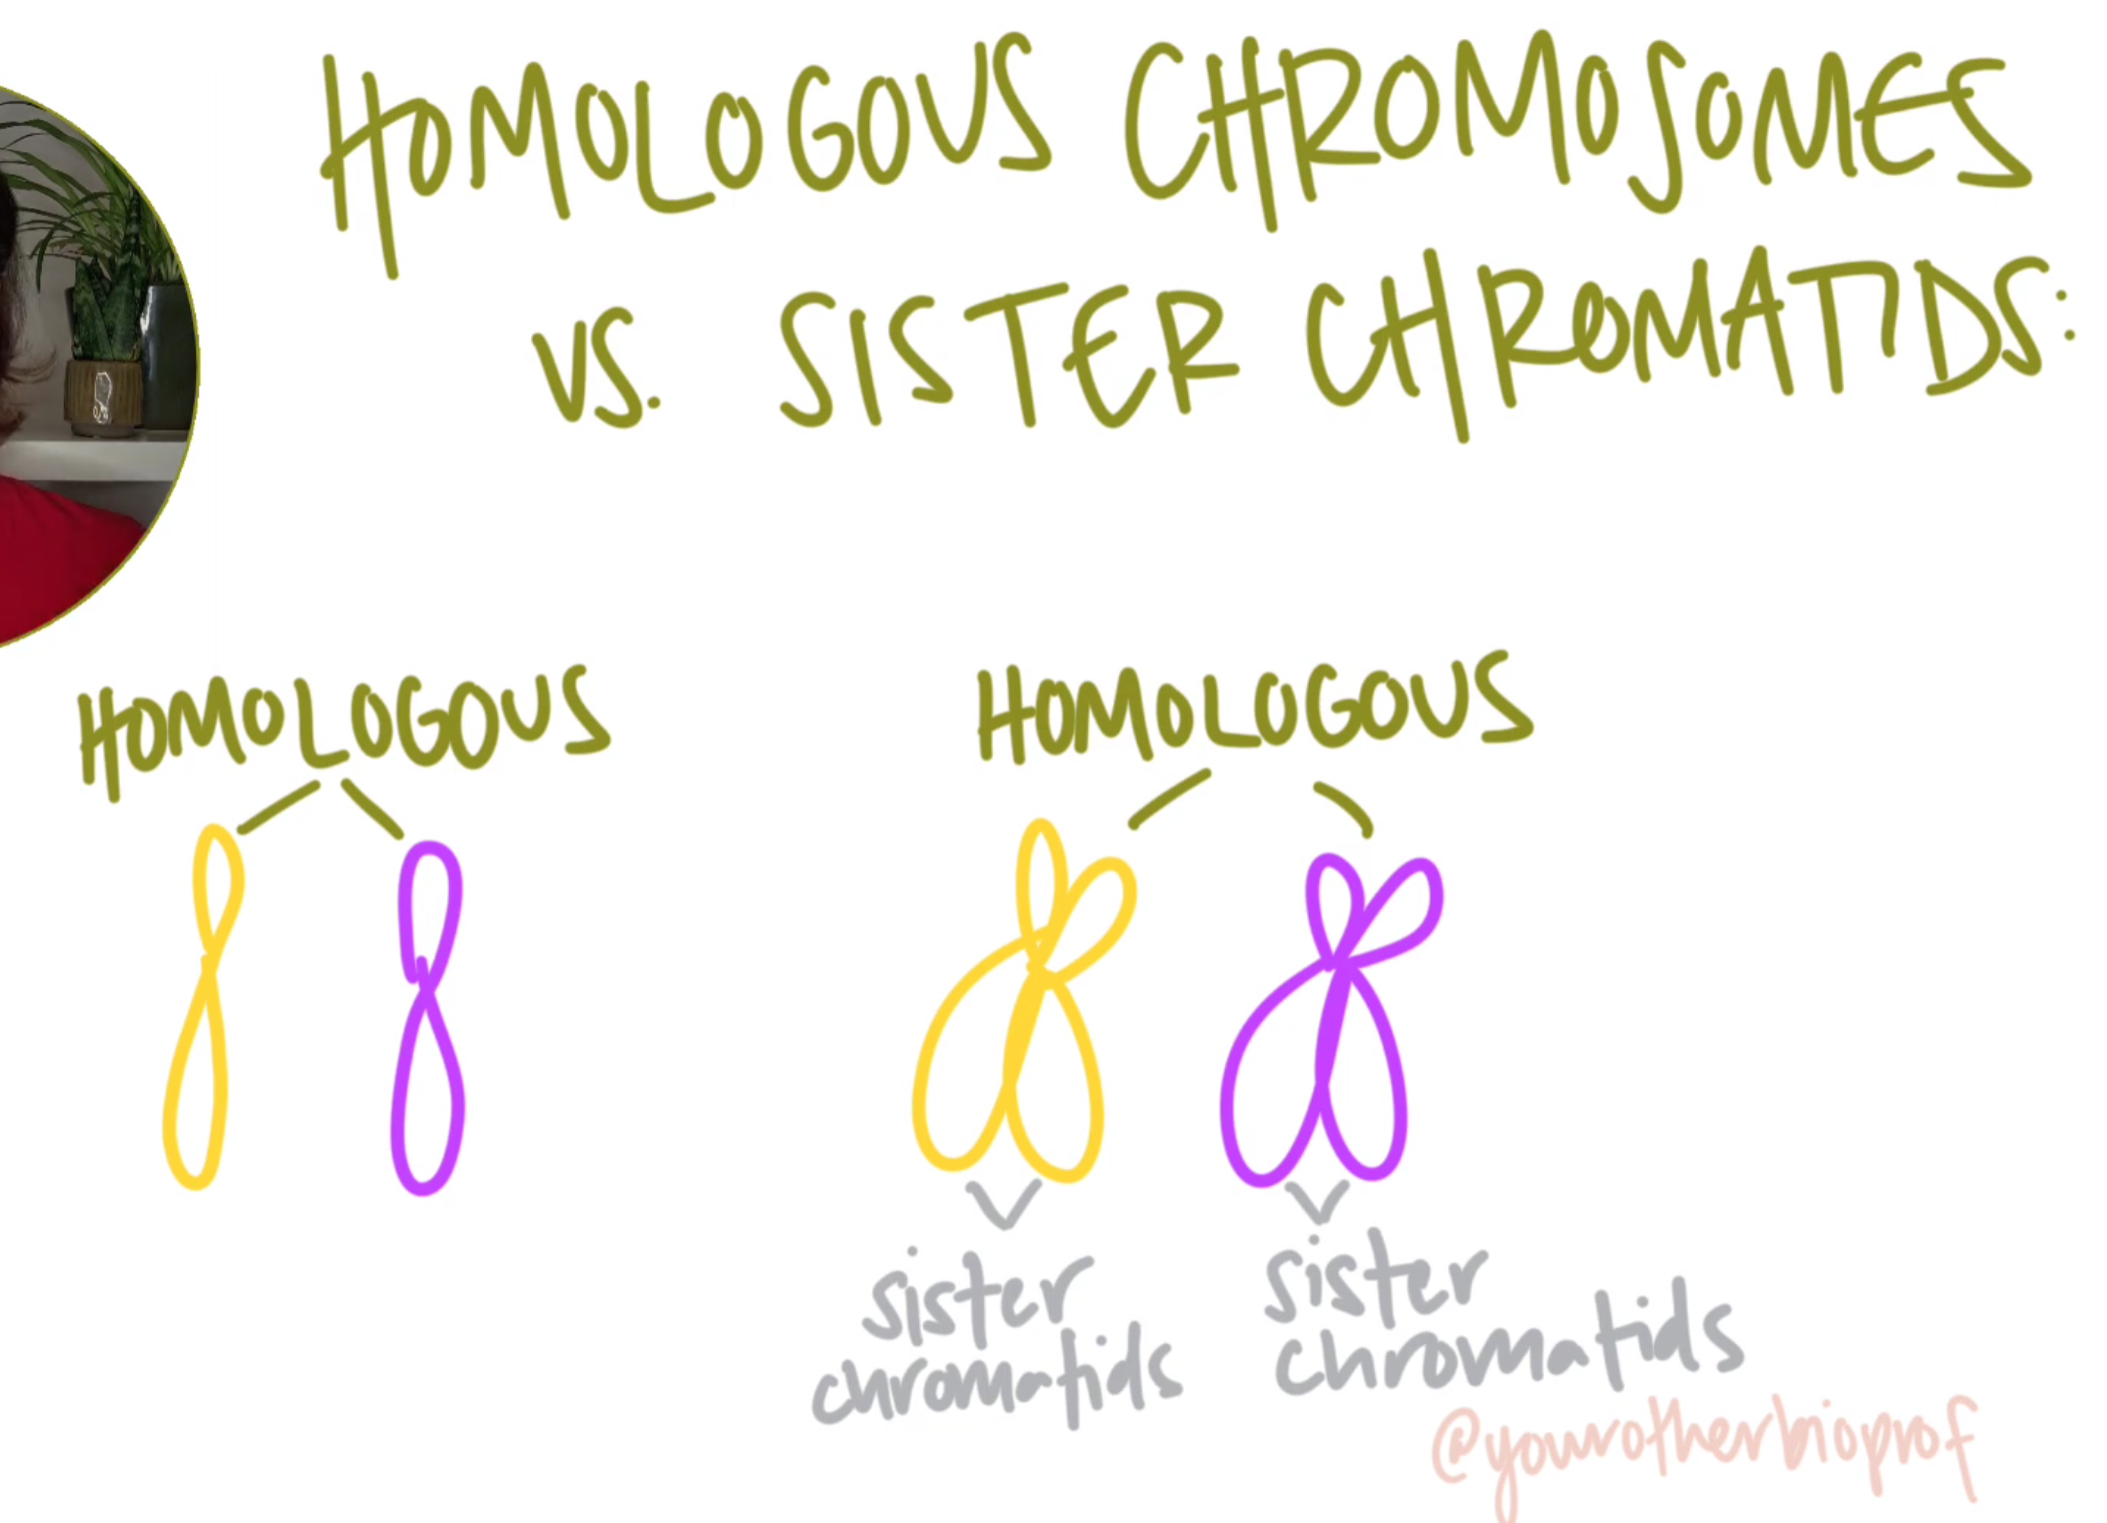 HOMOLOGOUS CHROMOSOMES
VS. SISTER CHROMATIDS:
HOMOLOGOUS
HOMOLOGOUS
sister
chromatids
sister
chromatids
@yourotherbioprof